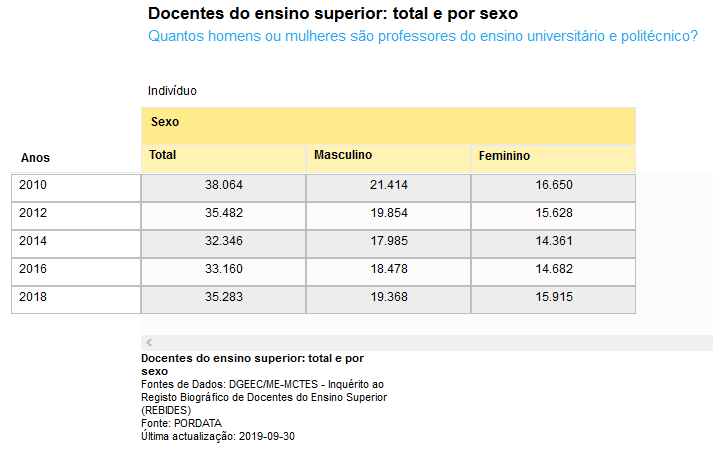 Docentes do ensino superior: total e por sexo
Quantos homens ou mulheres são professores do ensino universitário e politécnico?
Indivíduo
Sexo
Anos Total Masculino Feminino
2010 38.064 21.414 16.650
2012 35.482 19.854 15.628
2014 32.346 17.985 14.361
2016 33.160 18.478 14.682
2018 35.283 19.368 15.915
Docentes do ensino superior: total e por
sexo
Fontes de Dados: DGEEC/ME-MCTES - Inquérito ao
Registo Biográfico de Docentes do Ensino Superior
(REBIDES)
Fonte: PORDATA
Última actualização: 2019-09-30